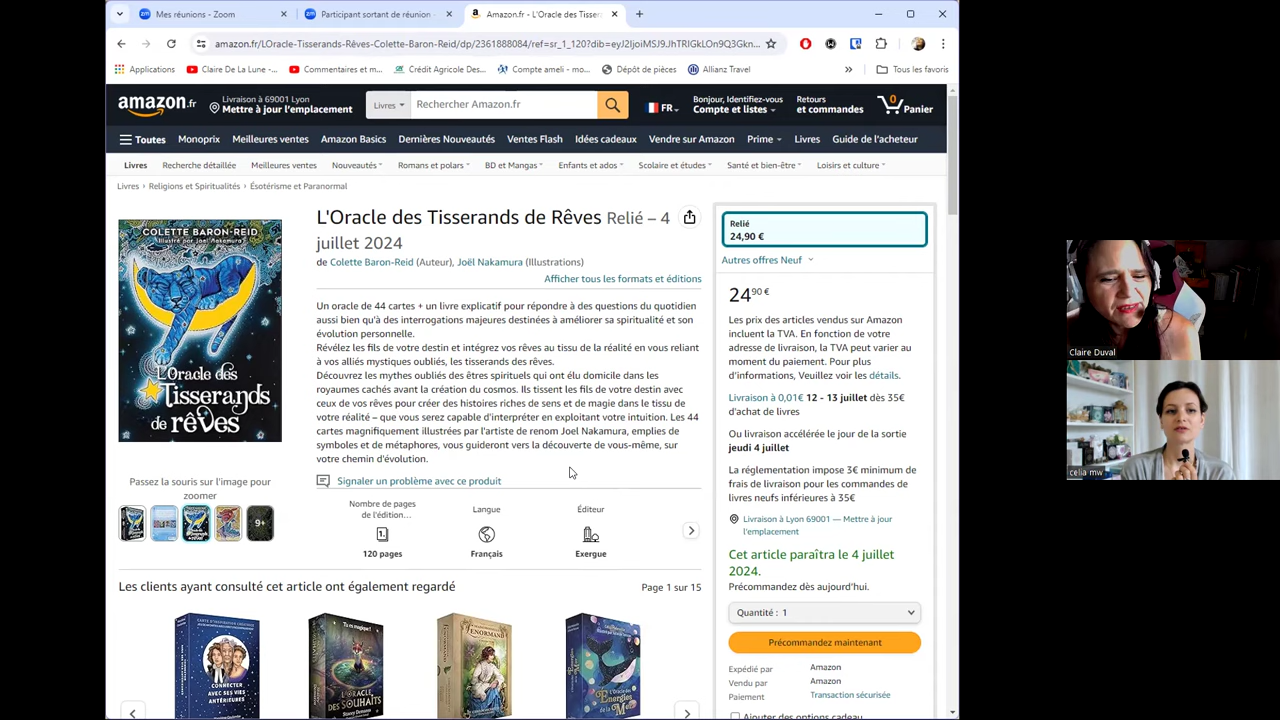 Mes réunions - Zoom
Participant sortant de réunion
Amazon.fr - L'Oracle des Tisser
amazon.fr/LOracle-Tisserands-Rêves-Colette-Baron-Reid/dp/2361888084/ref=sr_1_120?dib=eyJ2IjoiMSJ9.JhTRIGkLOn9Q3Gkn...
Applications
Claire De La Lune -...
Commentaires et m...
Crédit Agricole Des...
Compte ameli - mo...
Dépôt de pièces
Allianz Travel
»
Tous les favoris
amazon.fr
Livraison à 69001 Lyon
Mettre à jour l'emplacement
Livres
Rechercher Amazon.fr
FR
Bonjour, Identifiez-vous
Compte et listes
Retours
et commandes
0
Panier
Toutes
Monoprix
Meilleures ventes
Amazon Basics
Dernières Nouveautés
Ventes Flash
Idées cadeaux
Vendre sur Amazon
Prime
Livres
Guide de l'acheteur
Livres
Recherche détaillée
Meilleures ventes
Nouveautés
Romans et polars
BD et Mangas
Enfants et ados
Scolaire et études
Santé et bien-être
Loisirs et culture
Livres › Religions et Spiritualités › Ésotérisme et Paranormal
COLETTE BARON-REID
Illustré par Joel Nakamura
L'Oracle des
Tisserands
de rêves
Passez la souris sur l'image pour
zoomer
9+
L'Oracle des Tisserands de Rêves Relié – 4
juillet 2024
de Colette Baron-Reid (Auteur), Joël Nakamura (Illustrations)
Afficher tous les formats et éditions
Un oracle de 44 cartes + un livre explicatif pour répondre à des questions du quotidien
aussi bien qu'à des interrogations majeures destinées à améliorer sa spiritualité et son
évolution personnelle.
Révélez les fils de votre destin et intégrez vos rêves au tissu de la réalité en vous reliant
à vos alliés mystiques oubliés, les tisserands des rêves.
Découvrez les lieux oubliés des êtres spirituels qui ont élu domicile dans les
royaumes cachés avant la création du cosmos. Ils tissent les fils de votre destin avec
ceux de vos rêves pour créer des histoires riches de sens et de magie dans le tissu de
votre réalité – que vous serez capable d'interpréter en exploitant votre intuition. Les 44
cartes magnifiquement illustrées par l'artiste de renom Joel Nakamura, emplies de
symboles et de métaphores, vous guideront vers la découverte de vous-même, sur
votre chemin d'évolution.
Signaler un problème avec ce produit
Nombre de pages
de l'édition...
120 pages
Langue
Français
Éditeur
Exergue
Les clients ayant consulté cet article ont également regardé
Page 1 sur 15
CONNECTER
AVEC SES VIES
ANTÉRIEURES
L'ORACLE
DES SOUHAITS
LENORMAND
Relié
24,90 €
Autres offres Neuf
24,90 €
Les prix des articles vendus sur Amazon
incluent la TVA. En fonction de votre
adresse de livraison, la TVA peut varier au
moment du paiement. Pour plus
d'informations, Veuillez voir les détails.
Livraison à 0,01€ 12 - 13 juillet dès 35€
d'achat de livres
Ou livraison accélérée le jour de la sortie
jeudi 4 juillet
La réglementation impose 3€ minimum de
frais de livraison pour les commandes de
livres neufs inférieures à 35€
Livraison à Lyon 69001 — Mettre à jour
l'emplacement
Cet article paraîtra le 4 juillet
2024.
Précommandez dès aujourd'hui.
Quantité : 1
Précommandez maintenant
Expédié par
Amazon
Vendu par
Amazon
Paiement
Transaction sécurisée
Ajouter des options cadeau
Claire Duval
celia mw